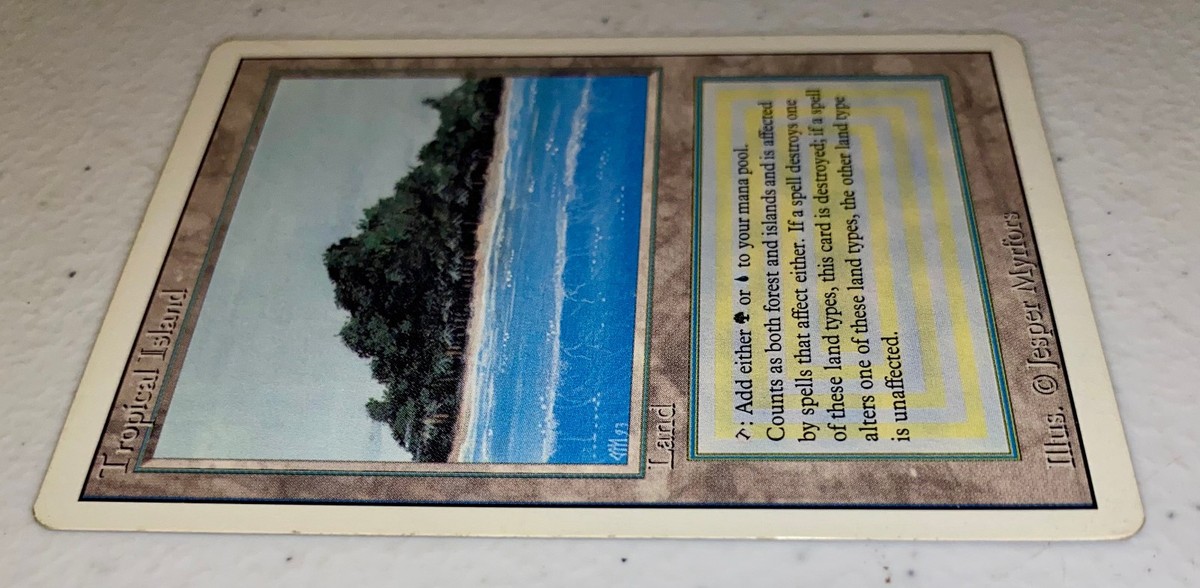 Tropical Island
JM 93
Land
: Add either or to your mana pool.
Counts as both forest and islands and is affected
by spells that affect either. If a spell destroys one
of these land types, this card is destroyed; if a spell
alters one of these land types, the other land type
is unaffected.
Illus. © Jesper Myrfors